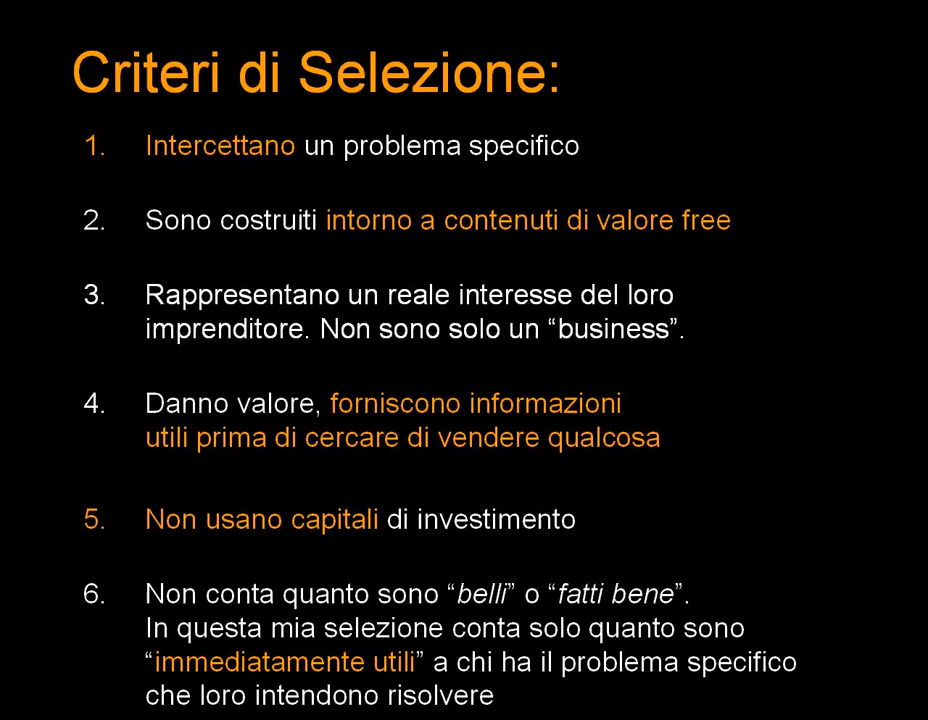 Criteri di Selezione:
1. Intercettano un problema specifico
2. Sono costruiti intorno a contenuti di valore free
3. Rappresentano un reale interesse del loro
imprenditore. Non sono solo un “business”.
4. Danno valore, forniscono informazioni
utili prima di cercare di vendere qualcosa
5. Non usano capitali di investimento
6. Non conta quanto sono “belli” o “fatti bene”.
In questa mia selezione conta solo quanto sono
“immediatamente utili” a chi ha il problema specifico
che loro intendono risolvere